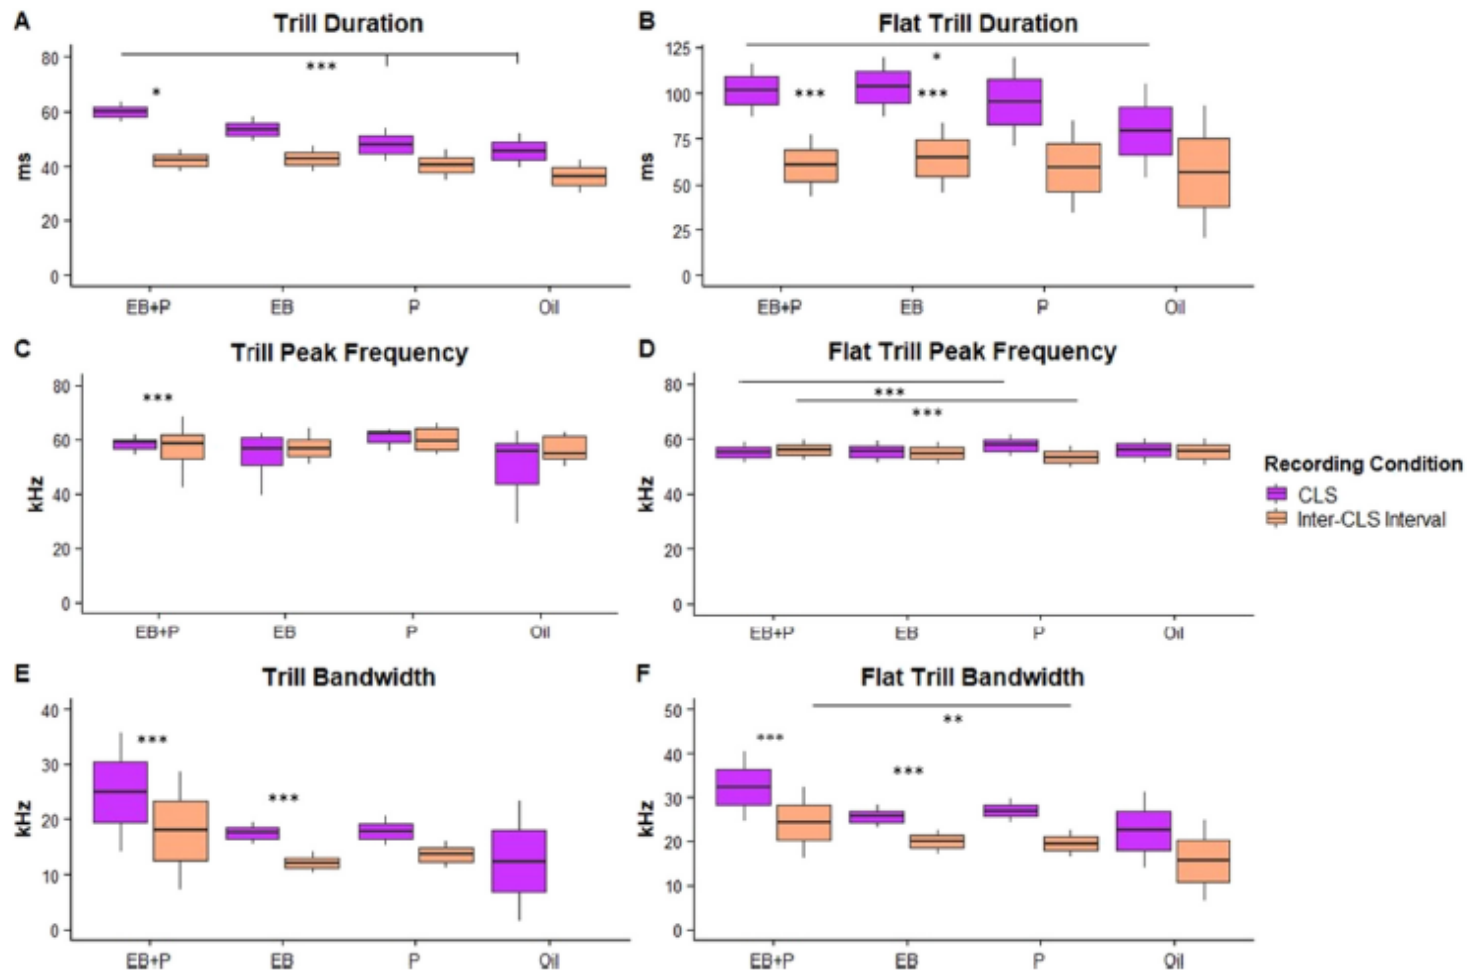 A Trill Duration
80
60
40
20
0
ms
***
*
EB+P EB P Oil
B Flat Trill Duration
125
100
75
50
25
0
ms
*
*** ***
EB+P EB P Oil
C Trill Peak Frequency
80
60
40
20
0
kHz
***
EB+P EB P Oil
D Flat Trill Peak Frequency
80
60
40
20
0
kHz
***
***
EB+P EB P Oil
Recording Condition
CLS
Inter-CLS Interval
E Trill Bandwidth
40
30
20
10
0
kHz
***
***
EB+P EB P Oil
F Flat Trill Bandwidth
50
40
30
20
10
0
kHz
**
***
***
EB+P EB P Oil